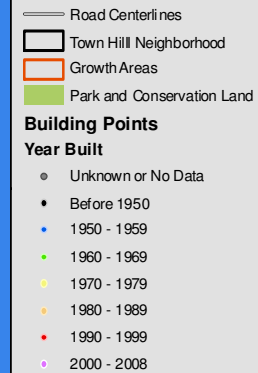 Road Centerlines
Town Hill Neighborhood
Growth Areas
Park and Conservation Land
Building Points
Year Built
Unknown or No Data
Before 1950
1950 - 1959
1960 - 1969
1970 - 1979
1980 - 1989
1990 - 1999
2000 - 2008